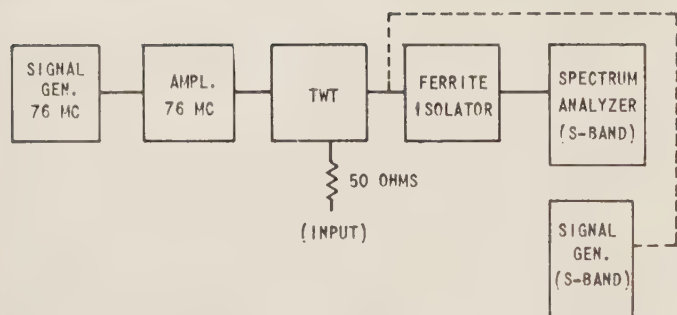 SIGNAL
GEN.
76 MC
AMPL.
76 MC
TWT
FERRITE
ISOLATOR
SPECTRUM
ANALYZER
(S-BAND)
50 OHMS
(INPUT)
SIGNAL
GEN.
(S-BAND)